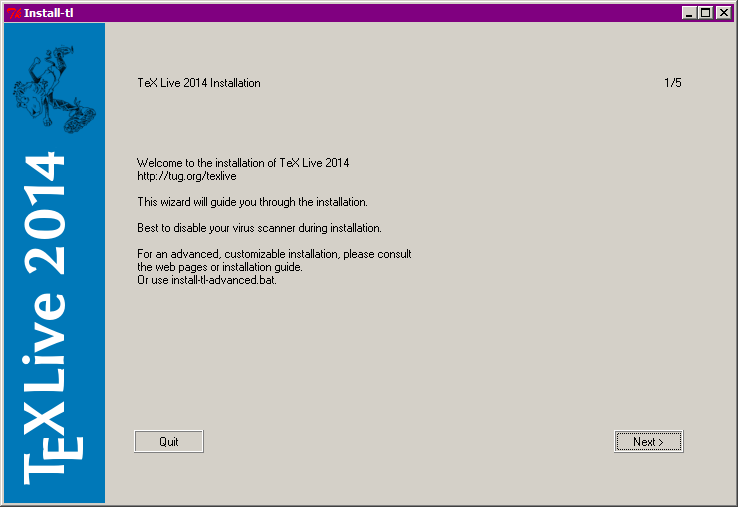 Install-tl
TeX Live 2014 Installation
1/5
Welcome to the installation of TeX Live 2014
http://tug.org/texlive
This wizard will guide you through the installation.
Best to disable your virus scanner during installation.
For an advanced, customizable installation, please consult
the web pages or installation guide.
Or use install-tl-advanced.bat.
TEXLive 2014
Quit
Next >